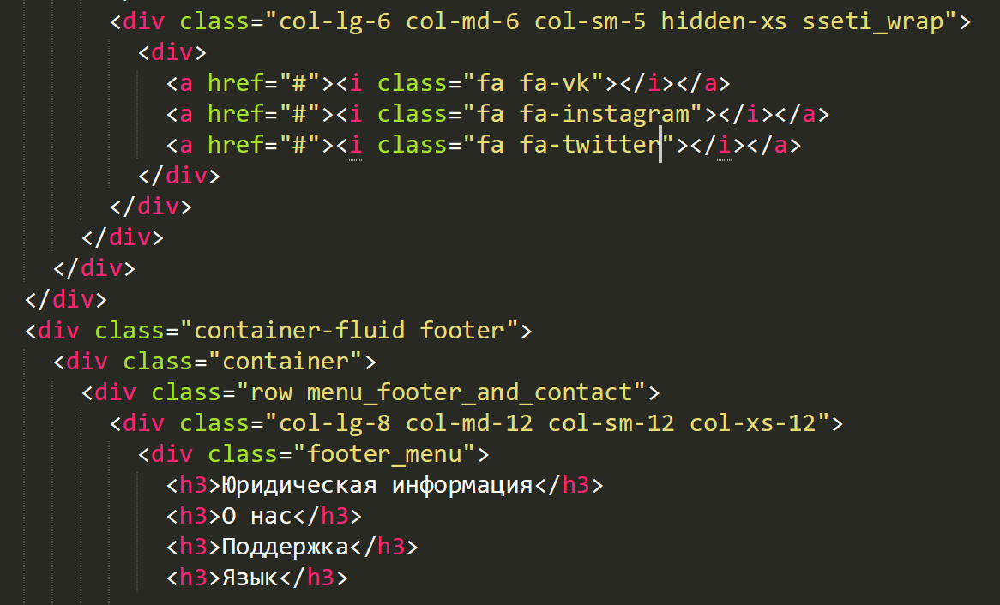 <div class="col-lg-6 col-md-6 col-sm-5 hidden-xs sseti_wrap">
<div>
<a href="#"><i class="fa fa-vk"></i></a>
<a href="#"><i class="fa fa-instagram"></i></a>
<a href="#"><i class="fa fa-twitter"></i></a>
</div>
</div>
</div>
</div>
</div>
<div class="container-fluid footer">
<div class="container">
<div class="row menu_footer_and_contact">
<div class="col-lg-8 col-md-12 col-sm-12 col-xs-12">
<div class="footer_menu">
<h3>Юридическая информация</h3>
<h3>О нас</h3>
<h3>Поддержка</h3>
<h3>Язык</h3>